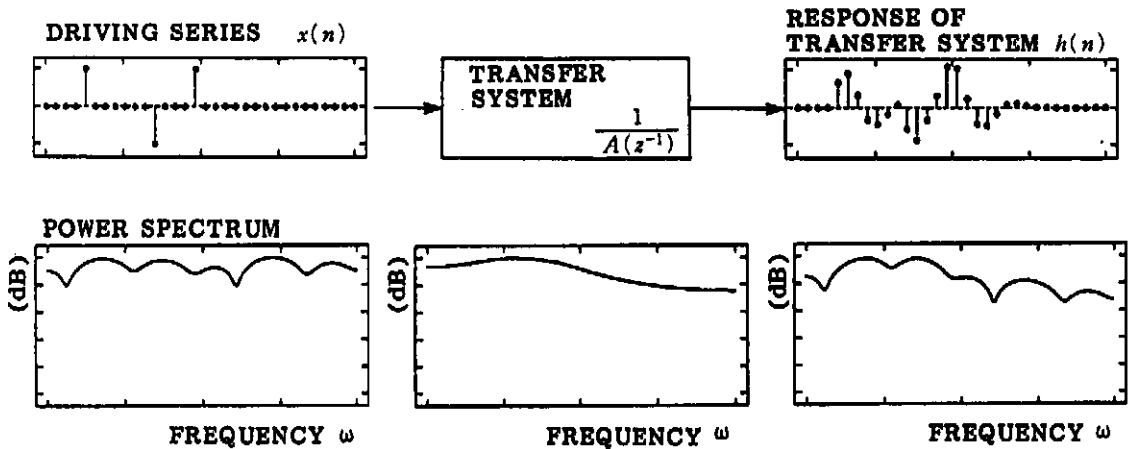 DRIVING SERIES x(n)
TRANSFER
SYSTEM
1
A(z⁻¹)
RESPONSE OF
TRANSFER SYSTEM h(n)
POWER SPECTRUM
(dB)
FREQUENCY ω
(dB)
FREQUENCY ω
(dB)
FREQUENCY ω